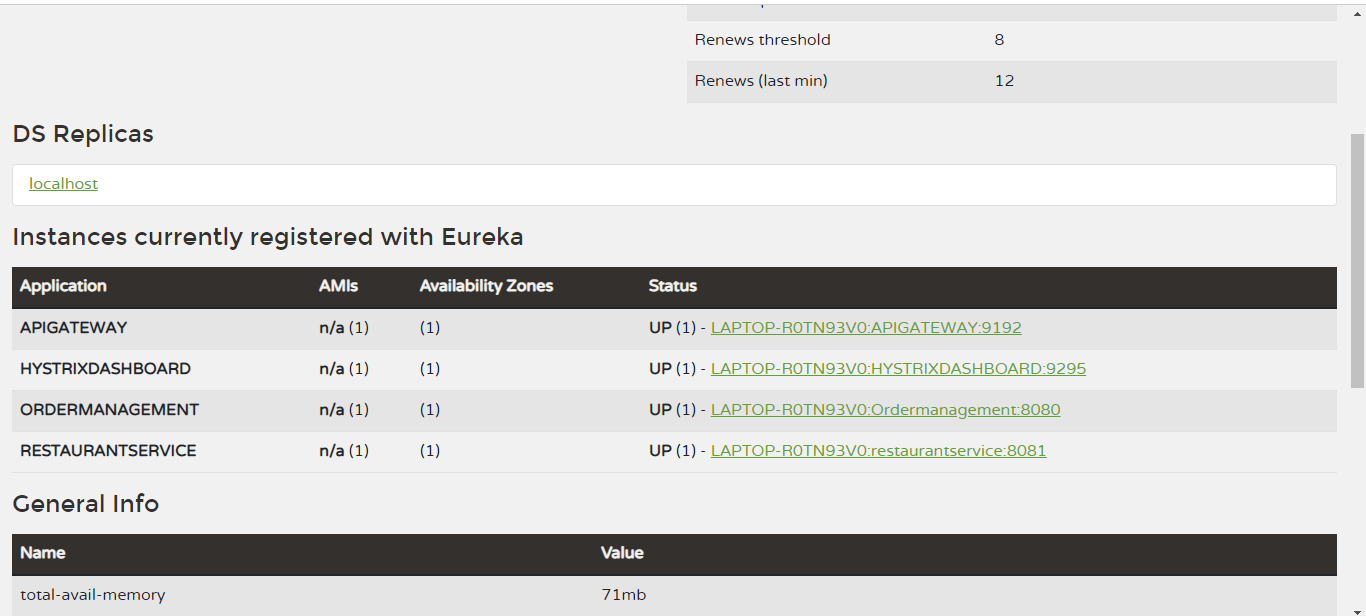 Renews threshold 8
Renews (last min) 12
DS Replicas
localhost
Instances currently registered with Eureka
Application AMIs Availability Zones Status
APIGATEWAY n/a (1) (1) UP (1) - LAPTOP-R0TN93V0:APIGATEWAY:9192
HYSTRIXDASHBOARD n/a (1) (1) UP (1) - LAPTOP-R0TN93V0:HYSTRIXDASHBOARD:9295
ORDERMANAGEMENT n/a (1) (1) UP (1) - LAPTOP-R0TN93V0:Ordermanagement:8080
RESTAURANTSERVICE n/a (1) (1) UP (1) - LAPTOP-R0TN93V0:restaurantservice:8081
General Info
Name Value
total-avail-memory 71mb